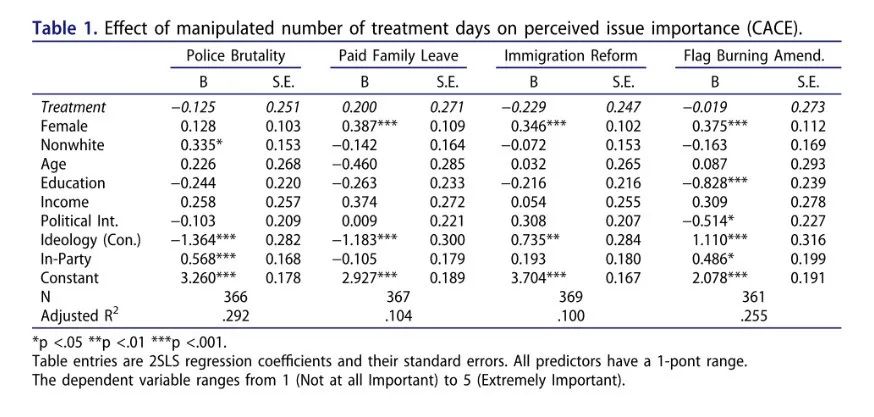 Table 1. Effect of manipulated number of treatment days on perceived issue importance (CACE).
Police Brutality Paid Family Leave Immigration Reform Flag Burning Amend.
B S.E. B S.E. B S.E. B S.E.
Treatment −0.125 0.251 0.200 0.271 −0.229 0.247 −0.019 0.273
Female 0.128 0.103 0.387*** 0.109 0.346*** 0.102 0.375*** 0.112
Nonwhite 0.335* 0.153 −0.142 0.164 −0.072 0.153 −0.163 0.169
Age 0.226 0.268 −0.460 0.285 0.032 0.265 0.087 0.293
Education −0.244 0.220 −0.263 0.233 −0.216 0.216 −0.828*** 0.239
Income 0.258 0.257 0.374 0.272 0.054 0.255 0.309 0.278
Political Int. −0.103 0.209 0.009 0.221 0.308 0.207 −0.514* 0.227
Ideology (Con.) −1.364*** 0.282 −1.183*** 0.300 0.735** 0.284 1.110*** 0.316
In-Party 0.568*** 0.168 −0.105 0.179 0.193 0.180 0.486* 0.199
Constant 3.260*** 0.178 2.927*** 0.189 3.704*** 0.167 2.078*** 0.191
N 366 367 369 361
Adjusted R² .292 .104 .100 .255
*p <.05 **p <.01 ***p <.001.
Table entries are 2SLS regression coefficients and their standard errors. All predictors have a 1-pont range.
The dependent variable ranges from 1 (Not at all Important) to 5 (Extremely Important).